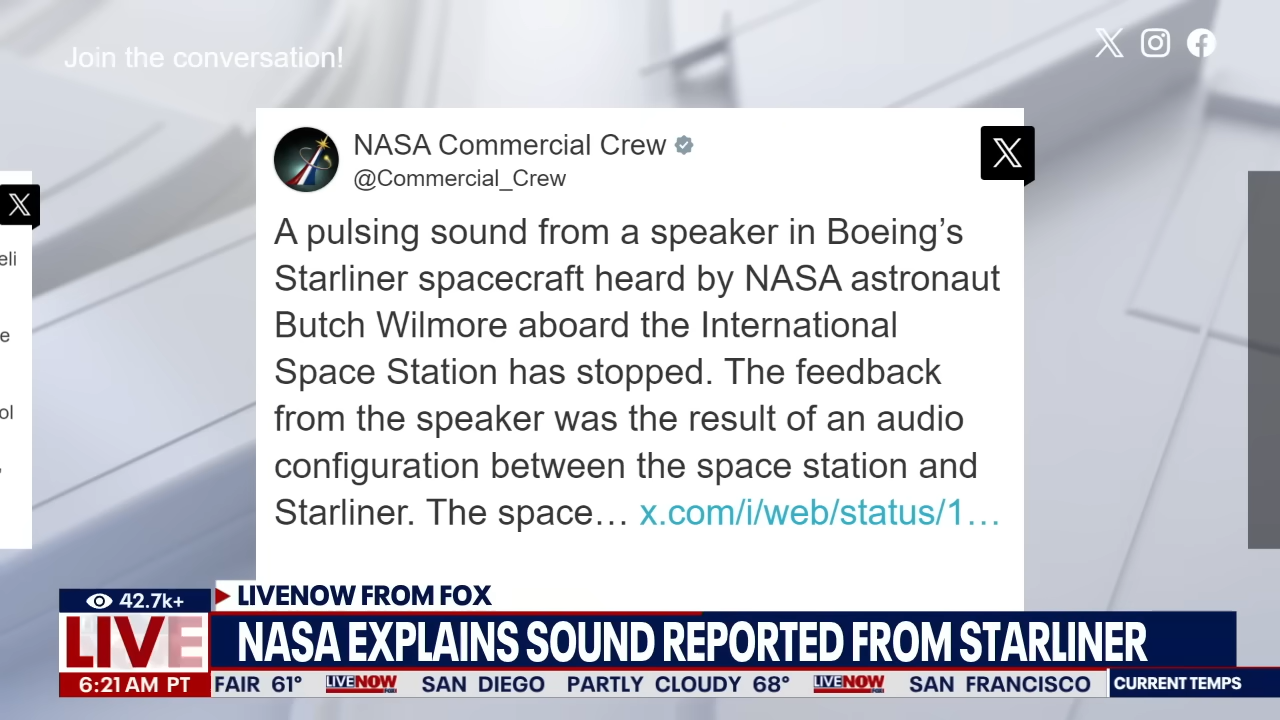 Join the conversation!
NASA Commercial Crew
@Commercial_Crew
eli
e
ol
A pulsing sound from a speaker in Boeing’s
Starliner spacecraft heard by NASA astronaut
Butch Wilmore aboard the International
Space Station has stopped. The feedback
from the speaker was the result of an audio
configuration between the space station and
Starliner. The space… x.com/i/web/status/1…
42.7k+
LIVENOW FROM FOX
LIVE
NASA EXPLAINS SOUND REPORTED FROM STARLINER
6:21 AM PT
FAIR 61° LIVENOW SAN DIEGO PARTLY CLOUDY 68° LIVENOW SAN FRANCISCO
CURRENT TEMPS